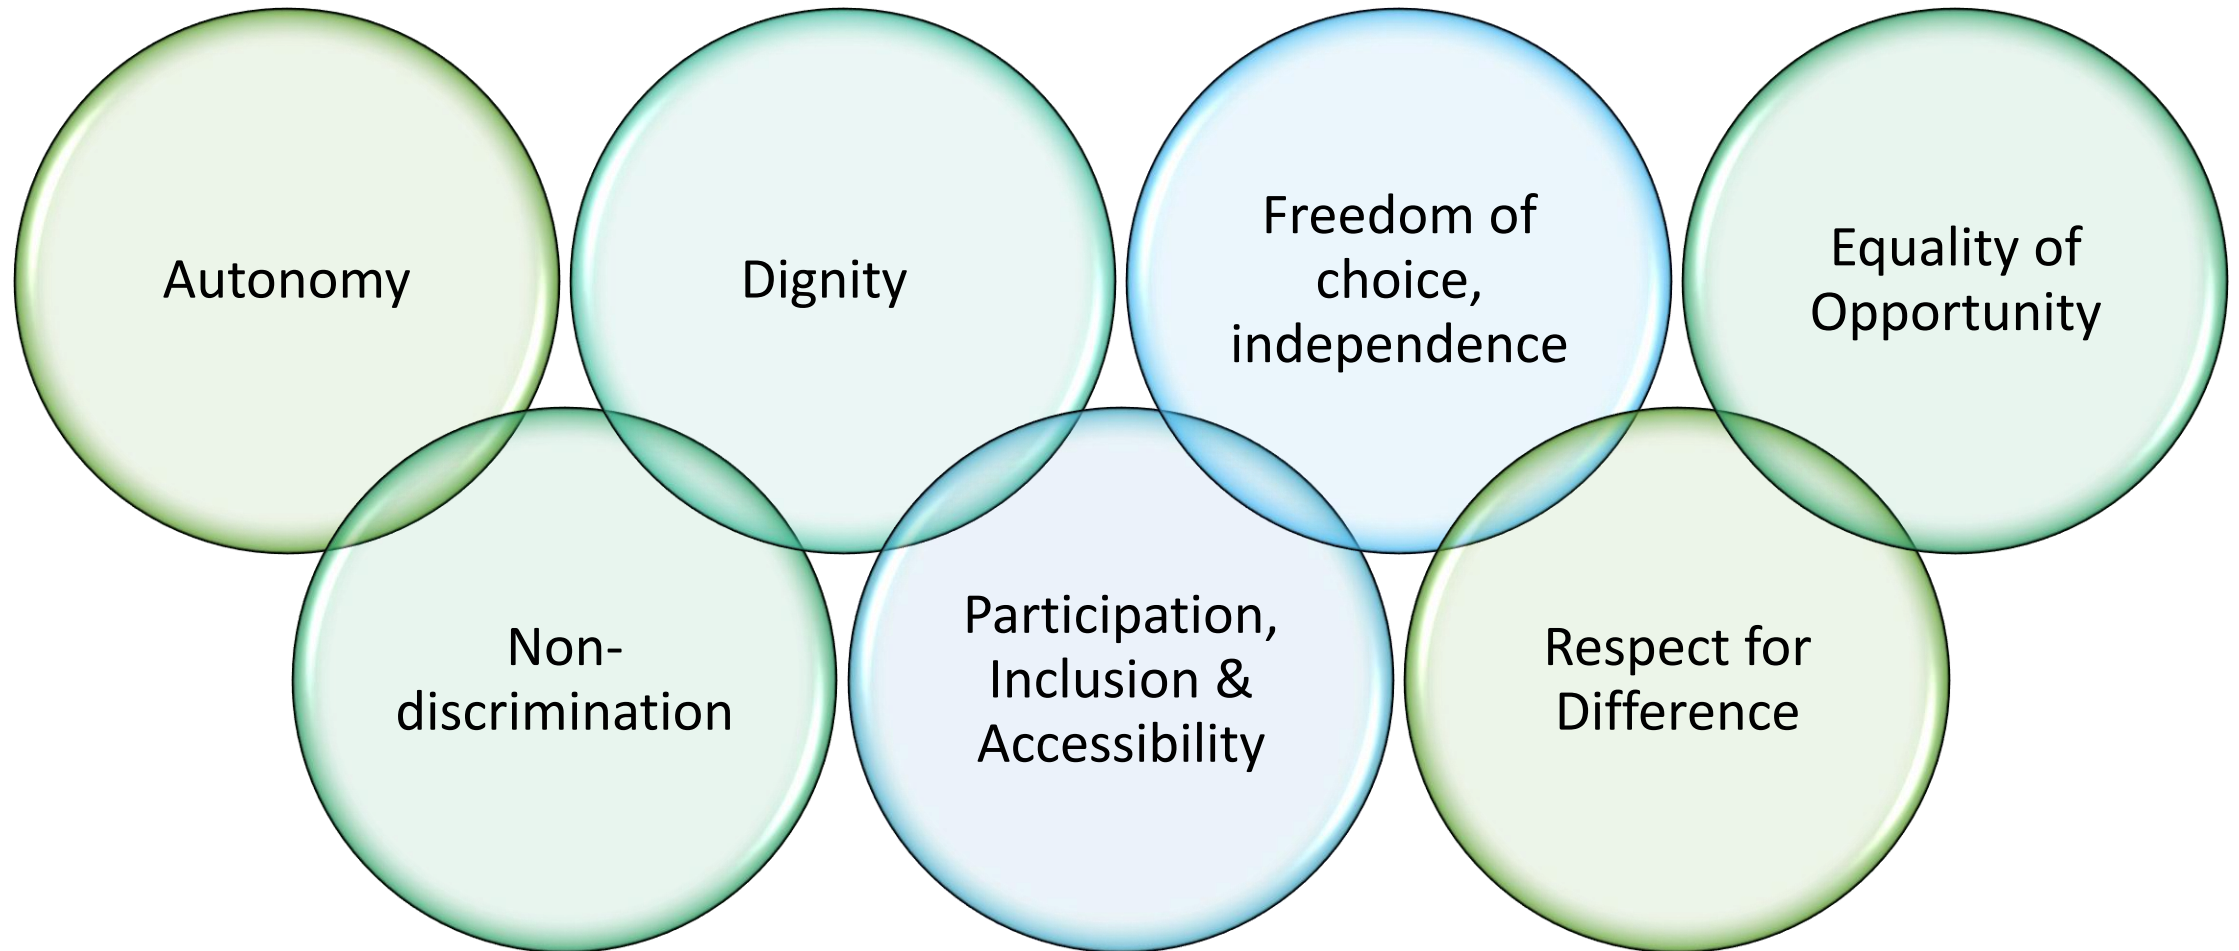 Autonomy
Dignity
Freedom of
choice,
independence
Equality of
Opportunity
Non-
discrimination
Participation,
Inclusion &
Accessibility
Respect for
Difference